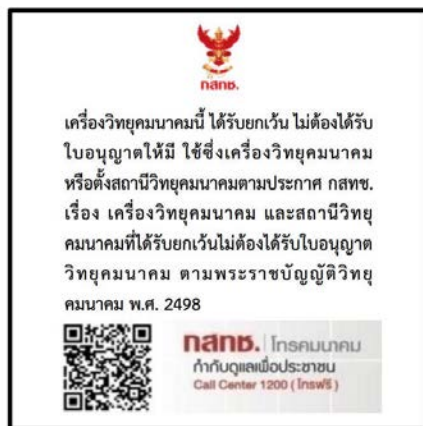 กสทช.
เครื่องวิทยุคมนาคมนี้ ได้รับยกเว้น ไม่ต้องได้รับ
ใบอนุญาตให้มี ใช้ซึ่งเครื่องวิทยุคมนาคม
หรือตั้งสถานีวิทยุคมนาคมตามประกาศ กสทช.
เรื่อง เครื่องวิทยุคมนาคม และสถานีวิทยุ
คมนาคมที่ได้รับยกเว้นไม่ต้องได้รับใบอนุญาต
วิทยุคมนาคม ตามพระราชบัญญัติวิทยุ
คมนาคม พ.ศ. 2498
กสทช. | โทรคมนาคม
กำกับดูแลเพื่อประชาชน
Call Center 1200 ( โทรฟรี )